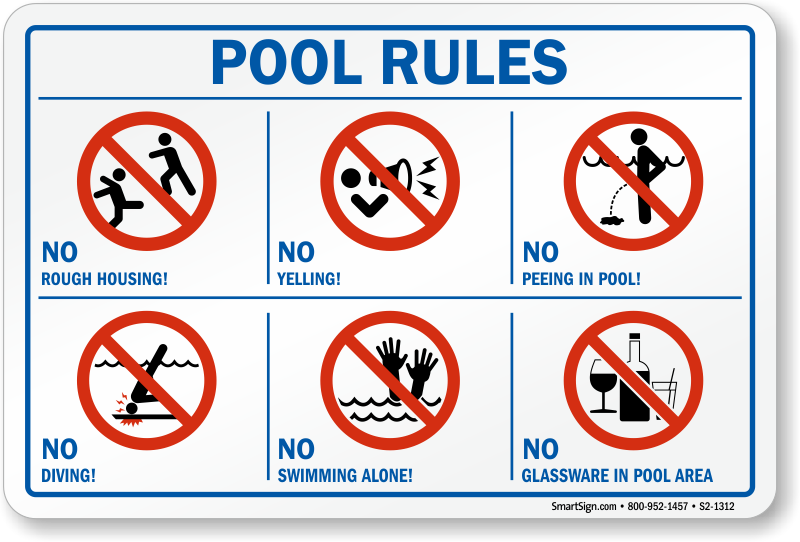 POOL RULES
NO
ROUGH HOUSING!
NO
YELLING!
NO
PEEING IN POOL!
NO
DIVING!
NO
SWIMMING ALONE!
NO
GLASSWARE IN POOL AREA
SmartSign.com • 800-952-1457 • S2-1312